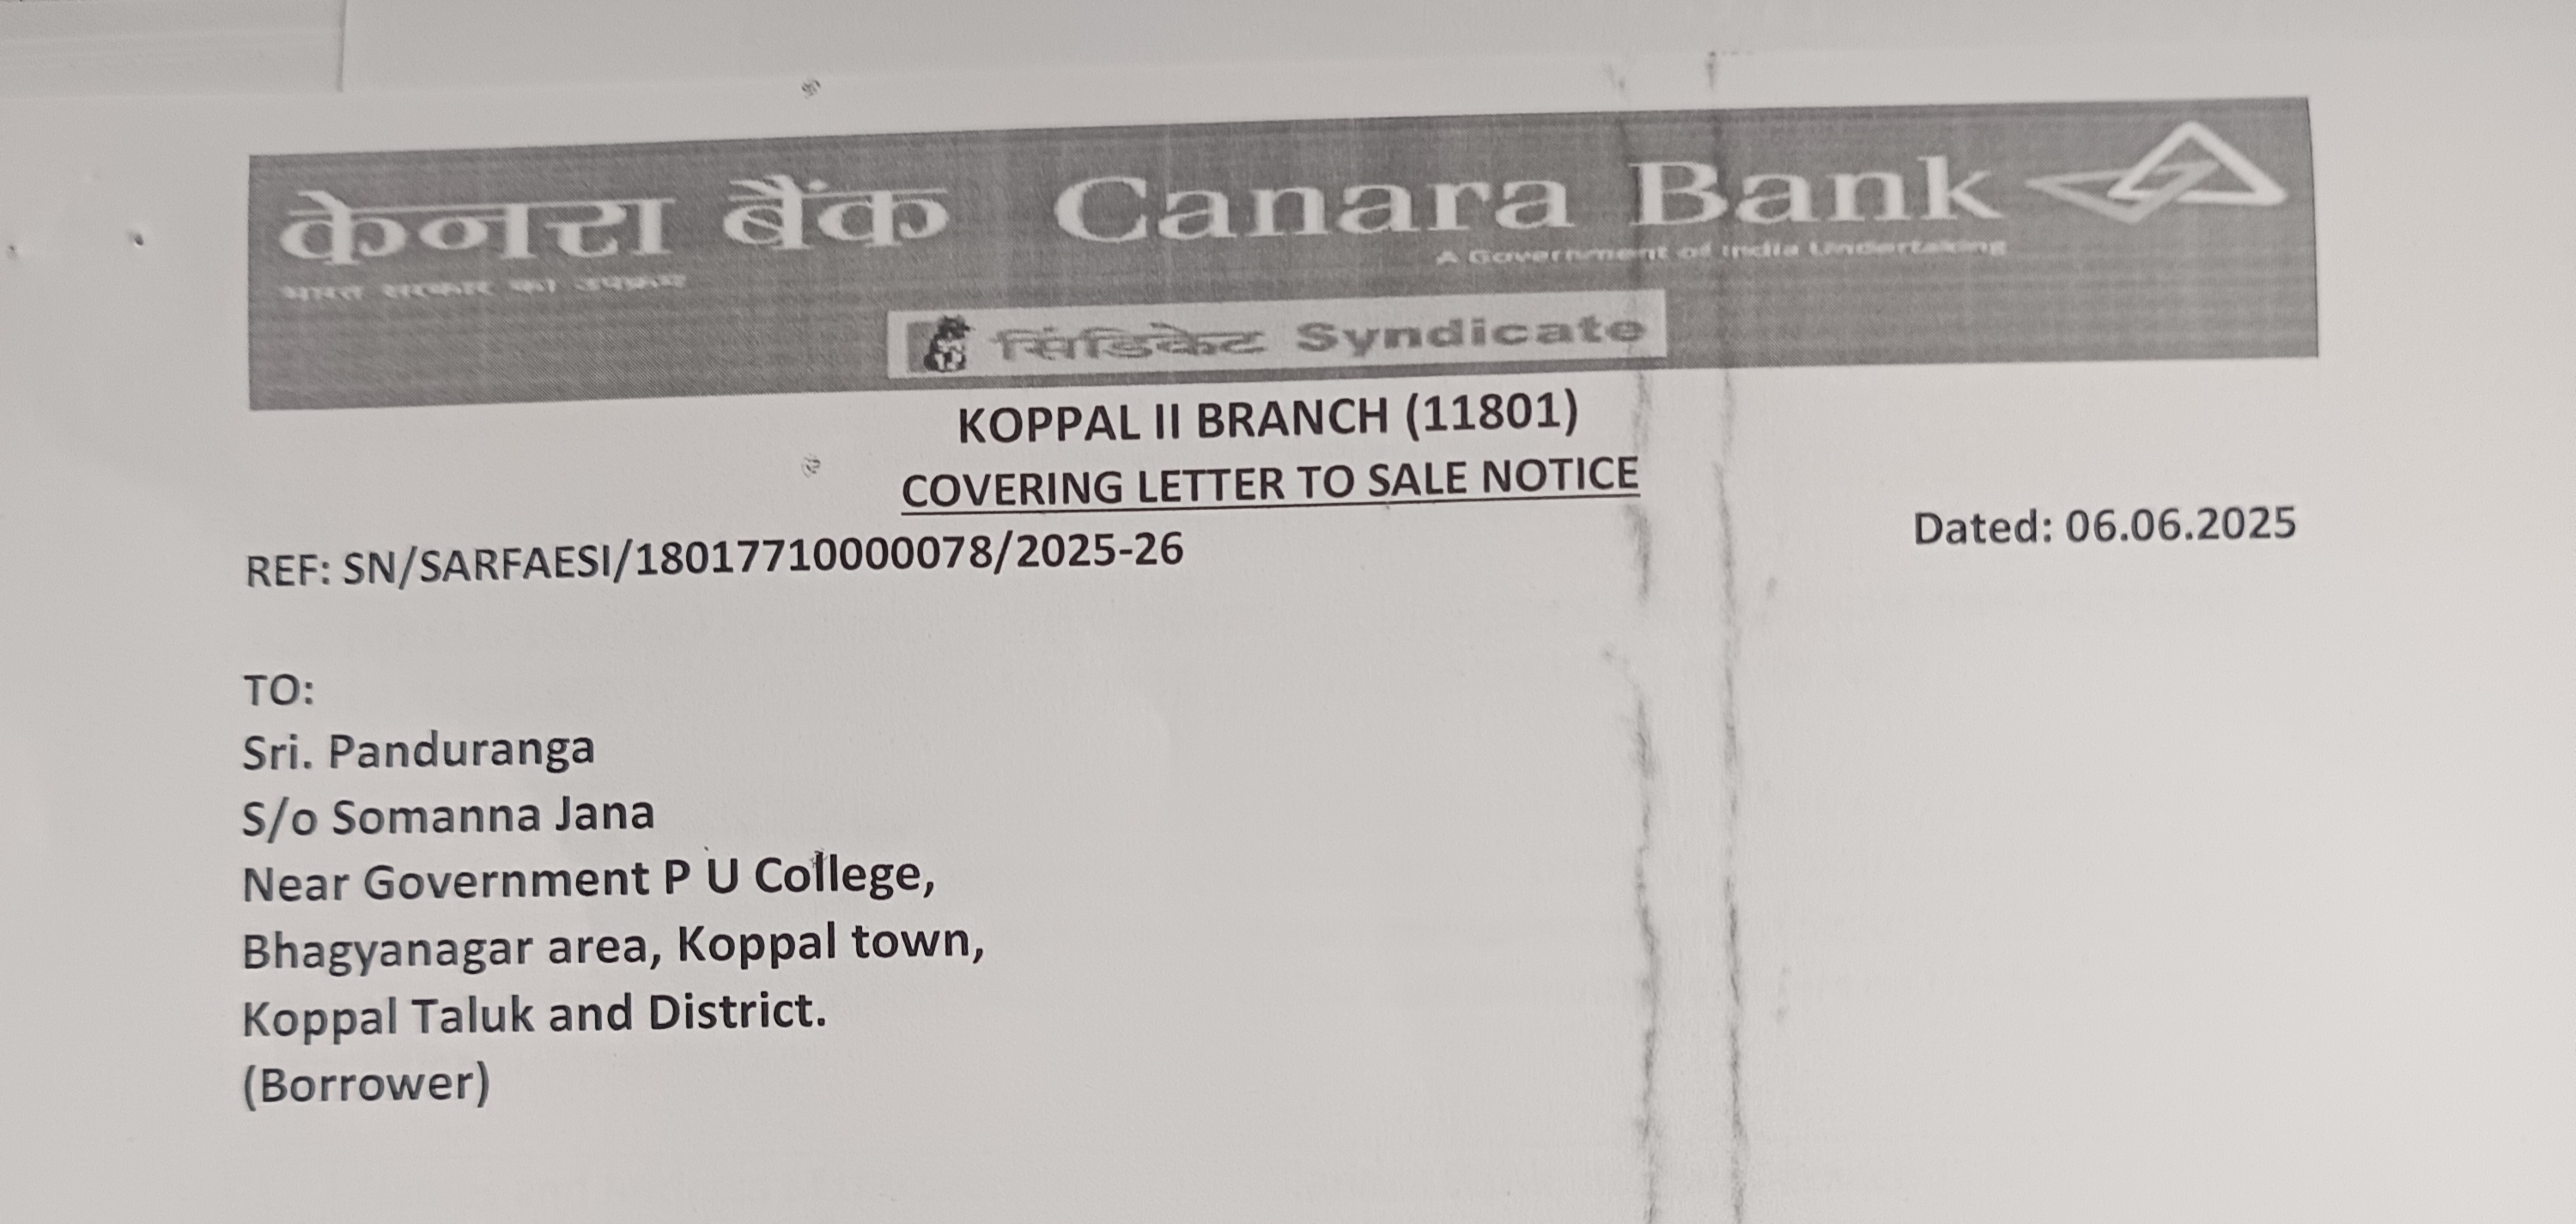 केनरा बैंक Canara Bank
भारत सरकार का उपक्रम A Government of India Undertaking
सिंडिकेट Syndicate
KOPPAL II BRANCH (11801)
COVERING LETTER TO SALE NOTICE
REF: SN/SARFAESI/18017710000078/2025-26 Dated: 06.06.2025
TO:
Sri. Panduranga
S/o Somanna Jana
Near Government P U College,
Bhagyanagar area, Koppal town,
Koppal Taluk and District.
(Borrower)